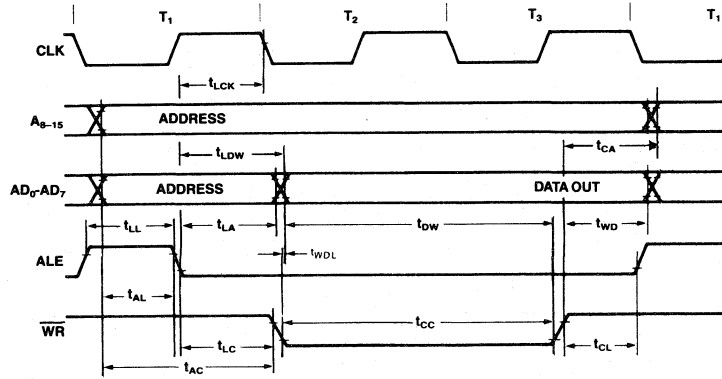 T1 T2 T3 T1
CLK
tLCK
A8–15 ADDRESS
tLDW tCA
AD0-AD7 ADDRESS DATA OUT
tLL tLA tDW tWD
ALE tWDL
tAL
WR tCC
tLC tCL
tAC